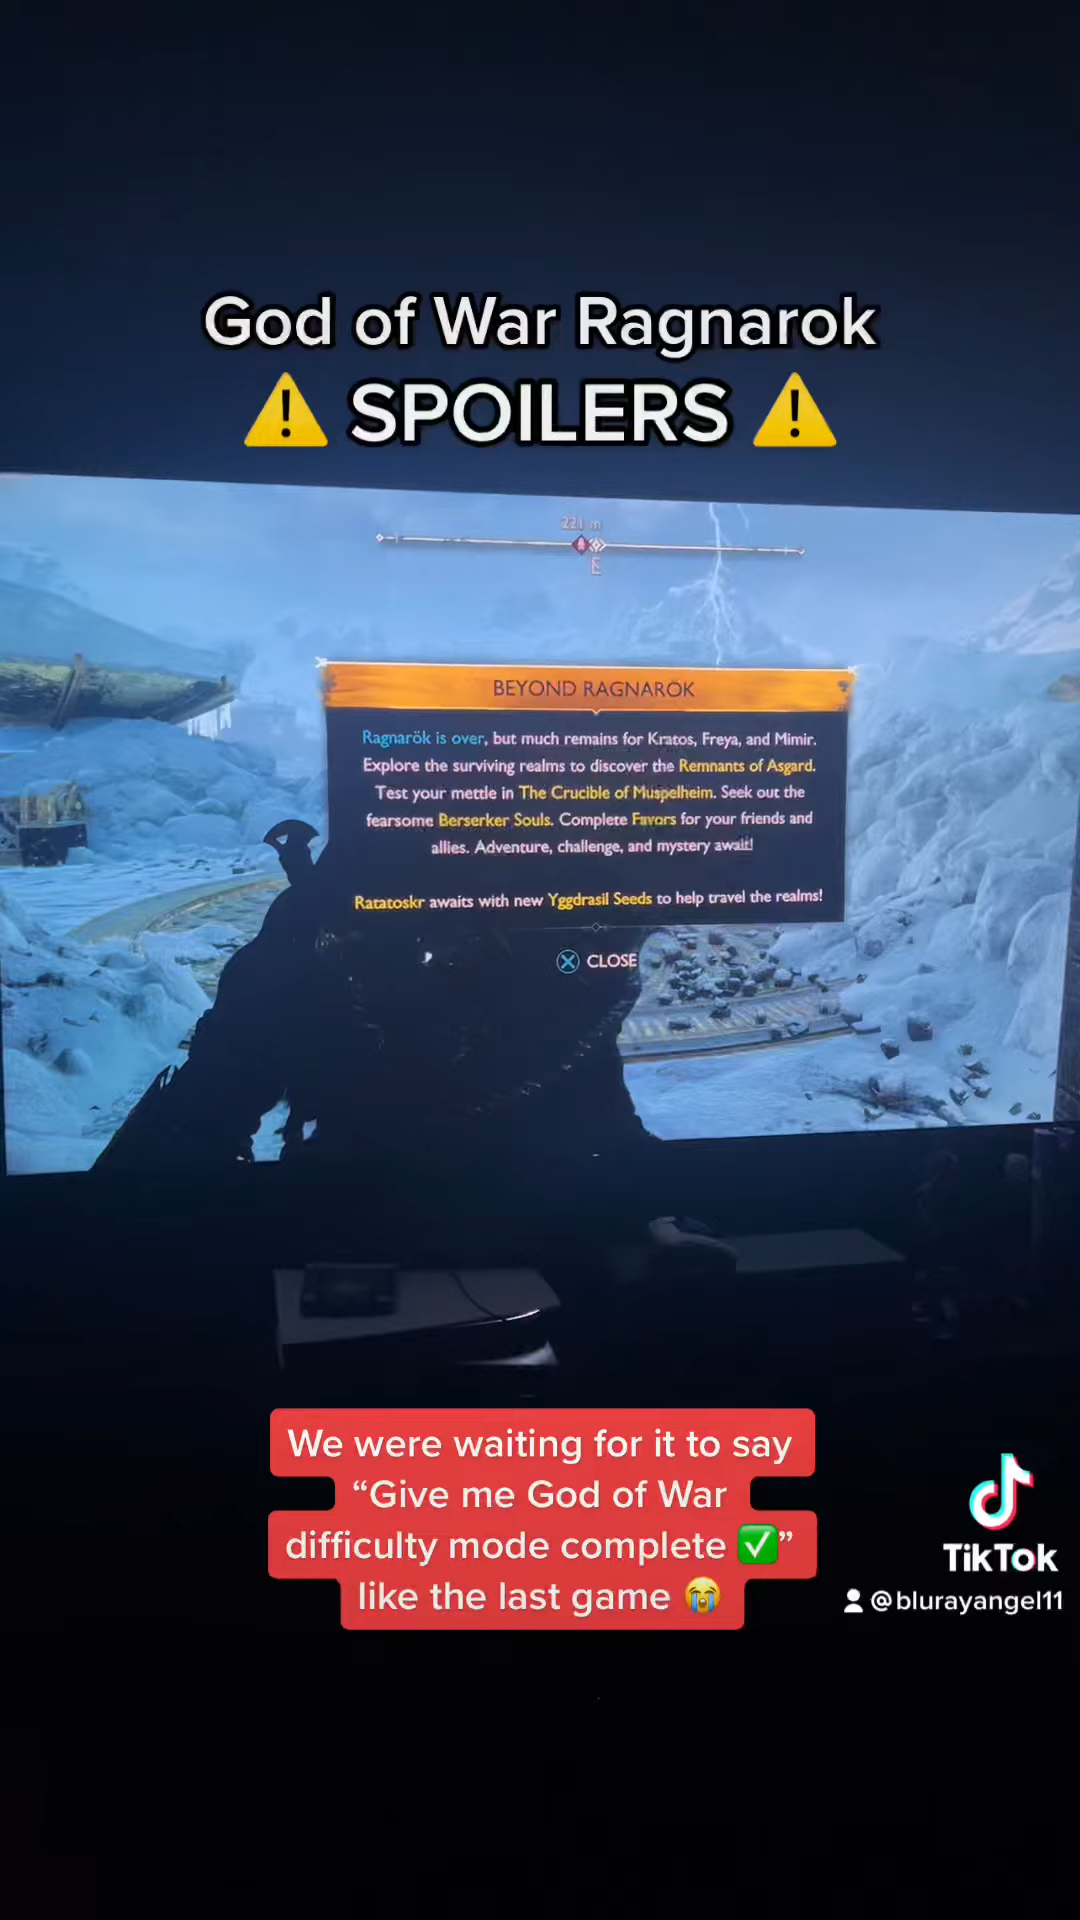 God of War Ragnarok
⚠️ SPOILERS ⚠️
221 m
E
BEYOND RAGNARÖK
Ragnarök is over, but much remains for Kratos, Freya, and Mimir.
Explore the surviving realms to discover the Remnants of Asgard.
Test your mettle in The Crucible of Muspelheim. Seek out the
fearsome Berserker Souls. Complete Favors for your friends and
allies. Adventure, challenge, and mystery await!
Ratatoskr awaits with new Yggdrasil Seeds to help travel the realms!
CLOSE
We were waiting for it to say
“Give me God of War
difficulty mode complete ✅”
like the last game 😭
TikTok
@blurayangel11